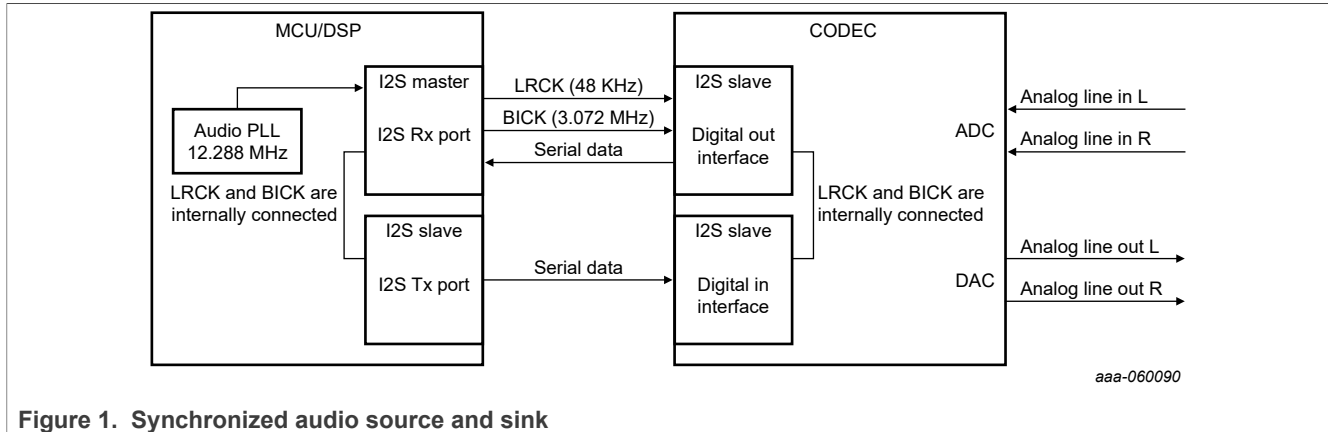 MCU/DSP
CODEC
I2S master
I2S Rx port
Audio PLL
12.288 MHz
LRCK and BICK are
internally connected
I2S slave
I2S Tx port
LRCK (48 KHz)
BICK (3.072 MHz)
Serial data
Serial data
I2S slave
Digital out
interface
LRCK and BICK are
internally connected
I2S slave
Digital in
interface
ADC
DAC
Analog line in L
Analog line in R
Analog line out L
Analog line out R
aaa-060090
Figure 1. Synchronized audio source and sink